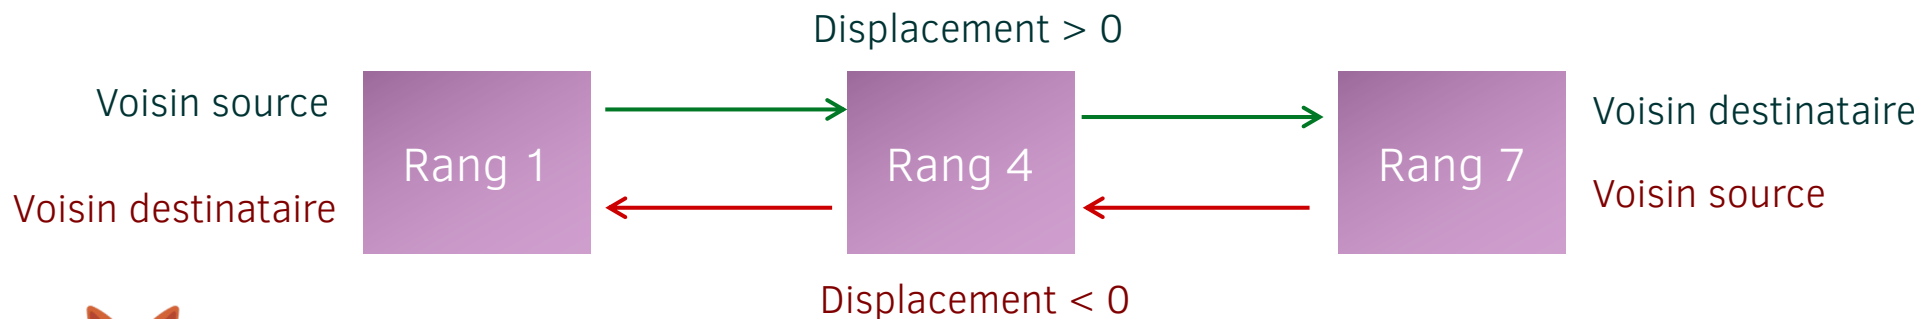 Displacement > 0
Voisin source
Voisin destinataire
Rang 1
Rang 4
Rang 7
Voisin destinataire
Voisin source
Displacement < 0